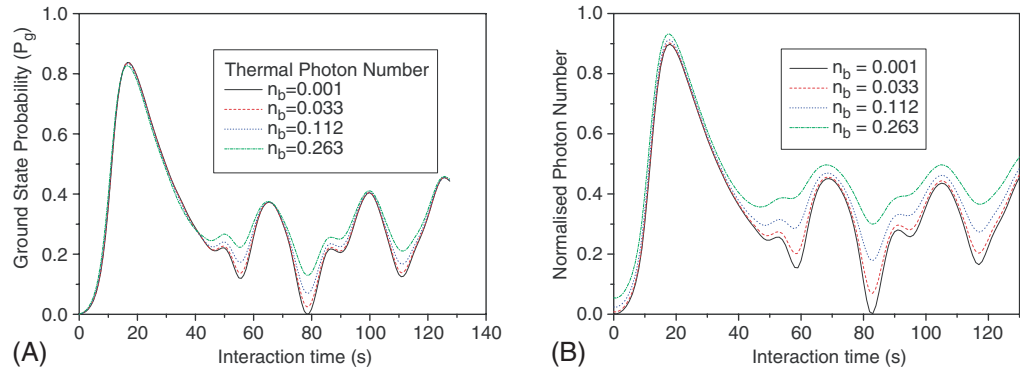 1.0
0.8
0.6
0.4
0.2
0.0
Ground State Probability (Pg)
Thermal Photon Number
nb=0.001
nb=0.033
nb=0.112
nb=0.263
0 20 40 60 80 100 120 140
Interaction time (s)
(A)
1.0
0.8
0.6
0.4
0.2
0.0
Normalised Photon Number
nb = 0.001
nb = 0.033
nb = 0.112
nb = 0.263
0 20 40 60 80 100 120
Interaction time (s)
(B)